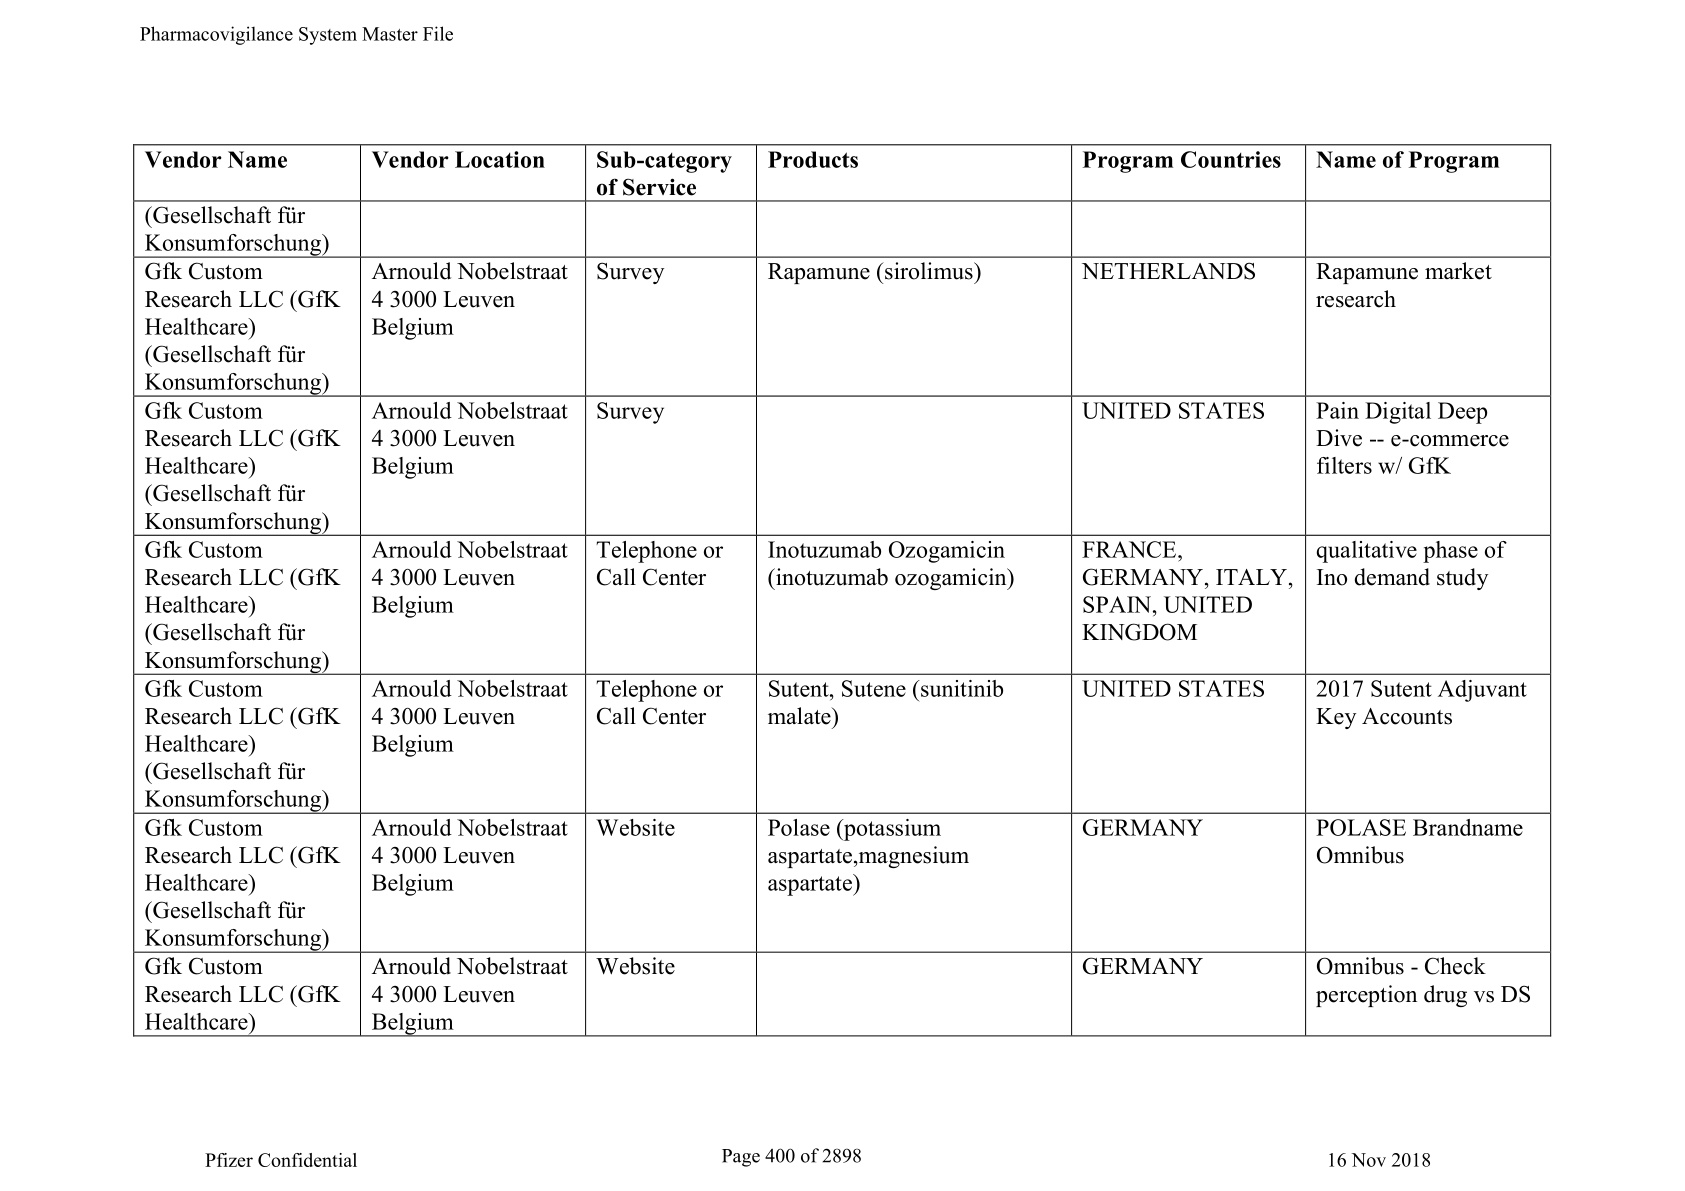 Pharmacovigilance System Master File
Vendor Name
Vendor Location
Sub-category
of Service
Products
Program Countries
Name of Program
(Gesellschaft für
Konsumforschung)
Gfk Custom
Research LLC (GfK
Healthcare)
(Gesellschaft für
Konsumforschung)
Arnould Nobelstraat
4 3000 Leuven
Belgium
Survey
Rapamune (sirolimus)
NETHERLANDS
Rapamune market
research
Gfk Custom
Research LLC (GfK
Healthcare)
(Gesellschaft für
Konsumforschung)
Arnould Nobelstraat
4 3000 Leuven
Belgium
Survey
UNITED STATES
Pain Digital Deep
Dive -- e-commerce
filters w/ GfK
Gfk Custom
Research LLC (GfK
Healthcare)
(Gesellschaft für
Konsumforschung)
Arnould Nobelstraat
4 3000 Leuven
Belgium
Telephone or
Call Center
Inotuzumab Ozogamicin
(inotuzumab ozogamicin)
FRANCE,
GERMANY, ITALY,
SPAIN, UNITED
KINGDOM
qualitative phase of
Ino demand study
Gfk Custom
Research LLC (GfK
Healthcare)
(Gesellschaft für
Konsumforschung)
Arnould Nobelstraat
4 3000 Leuven
Belgium
Telephone or
Call Center
Sutent, Sutene (sunitinib
malate)
UNITED STATES
2017 Sutent Adjuvant
Key Accounts
Gfk Custom
Research LLC (GfK
Healthcare)
(Gesellschaft für
Konsumforschung)
Arnould Nobelstraat
4 3000 Leuven
Belgium
Website
Polase (potassium
aspartate,magnesium
aspartate)
GERMANY
POLASE Brandname
Omnibus
Gfk Custom
Research LLC (GfK
Healthcare)
Arnould Nobelstraat
4 3000 Leuven
Belgium
Website
GERMANY
Omnibus - Check
perception drug vs DS
Pfizer Confidential
Page 400 of 2898
16 Nov 2018